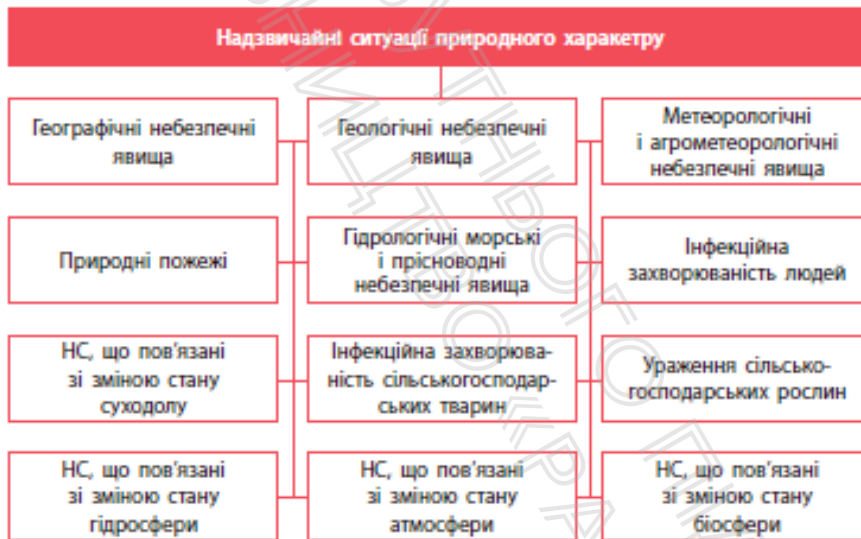 Надзвичайні ситуації природного харакетру
Географічні небезпечні
явища
Геологічні небезпечні
явища
Метеорологічні
і агрометеорологічні
небезпечні явища
Природні пожежі
Гідрологічні морські
і прісноводні
небезпечні явища
Інфекційна
захворюваність людей
НС, що пов'язані
зі зміною стану
суходолу
Інфекційна захворюва-
ність сільськогосподар-
ських тварин
Ураження сільсько-
господарських рослин
НС, що пов'язані
зі зміною стану
гідросфери
НС, що пов'язані
зі зміною стану
атмосфери
НС, що пов'язані
зі зміною стану
біосфери